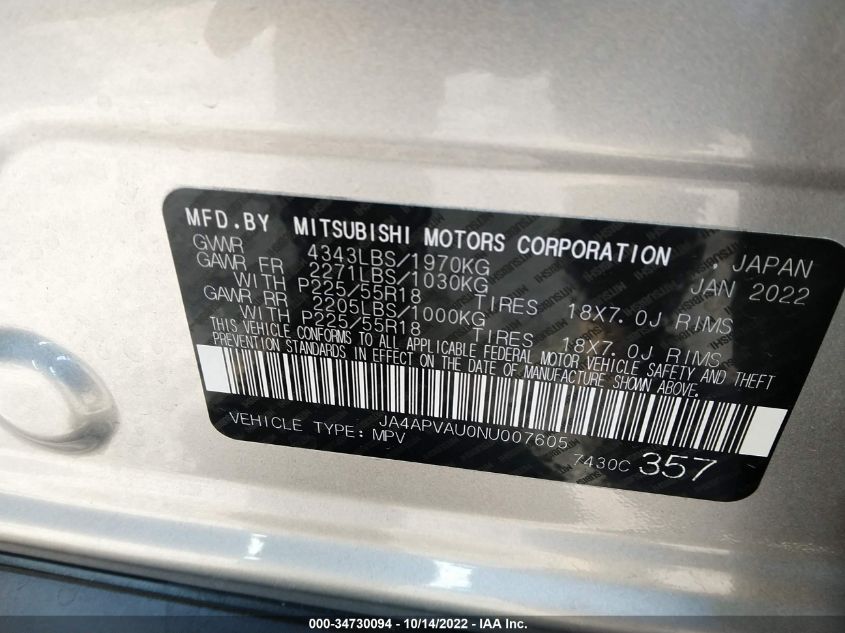 MFD.BY MITSUBISHI MOTORS CORPORATION , JAPAN
GWWR 4343LBS/1970KG JAN 2022
GAWR FR 2271LBS/1030KG
WITH P225/55R18 TIRES 18X7.0J RIMS
GAWR RR 2205LBS/1000KG
WITH P225/55R18 TIRES 18X7.0J RIMS
THIS VEHICLE CONFORMS TO ALL APPLICABLE FEDERAL MOTOR VEHICLE SAFETY AND THEFT
PREVENTION STANDARDS IN EFFECT ON THE DATE OF MANUFACTURE SHOWN ABOVE.
JA4APVAU0NU007605
VEHICLE TYPE: MPV 7430C 357
000-34730094 - 10/14/2022 - IAA Inc.